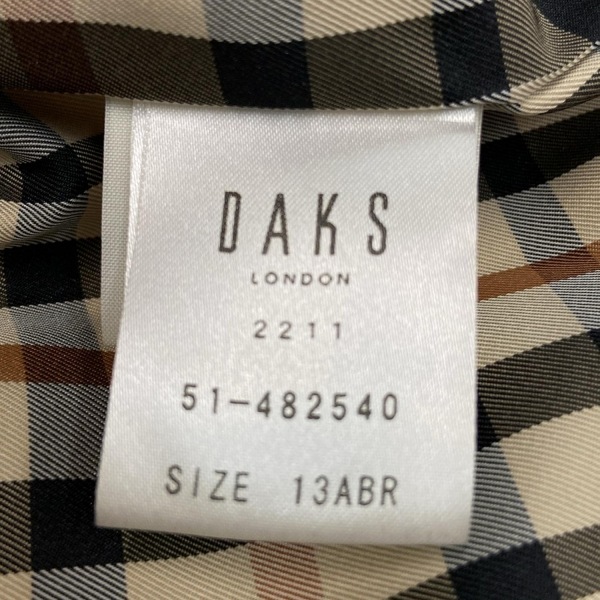 DAKS
LONDON
2211
51-482540
SIZE 13ABR